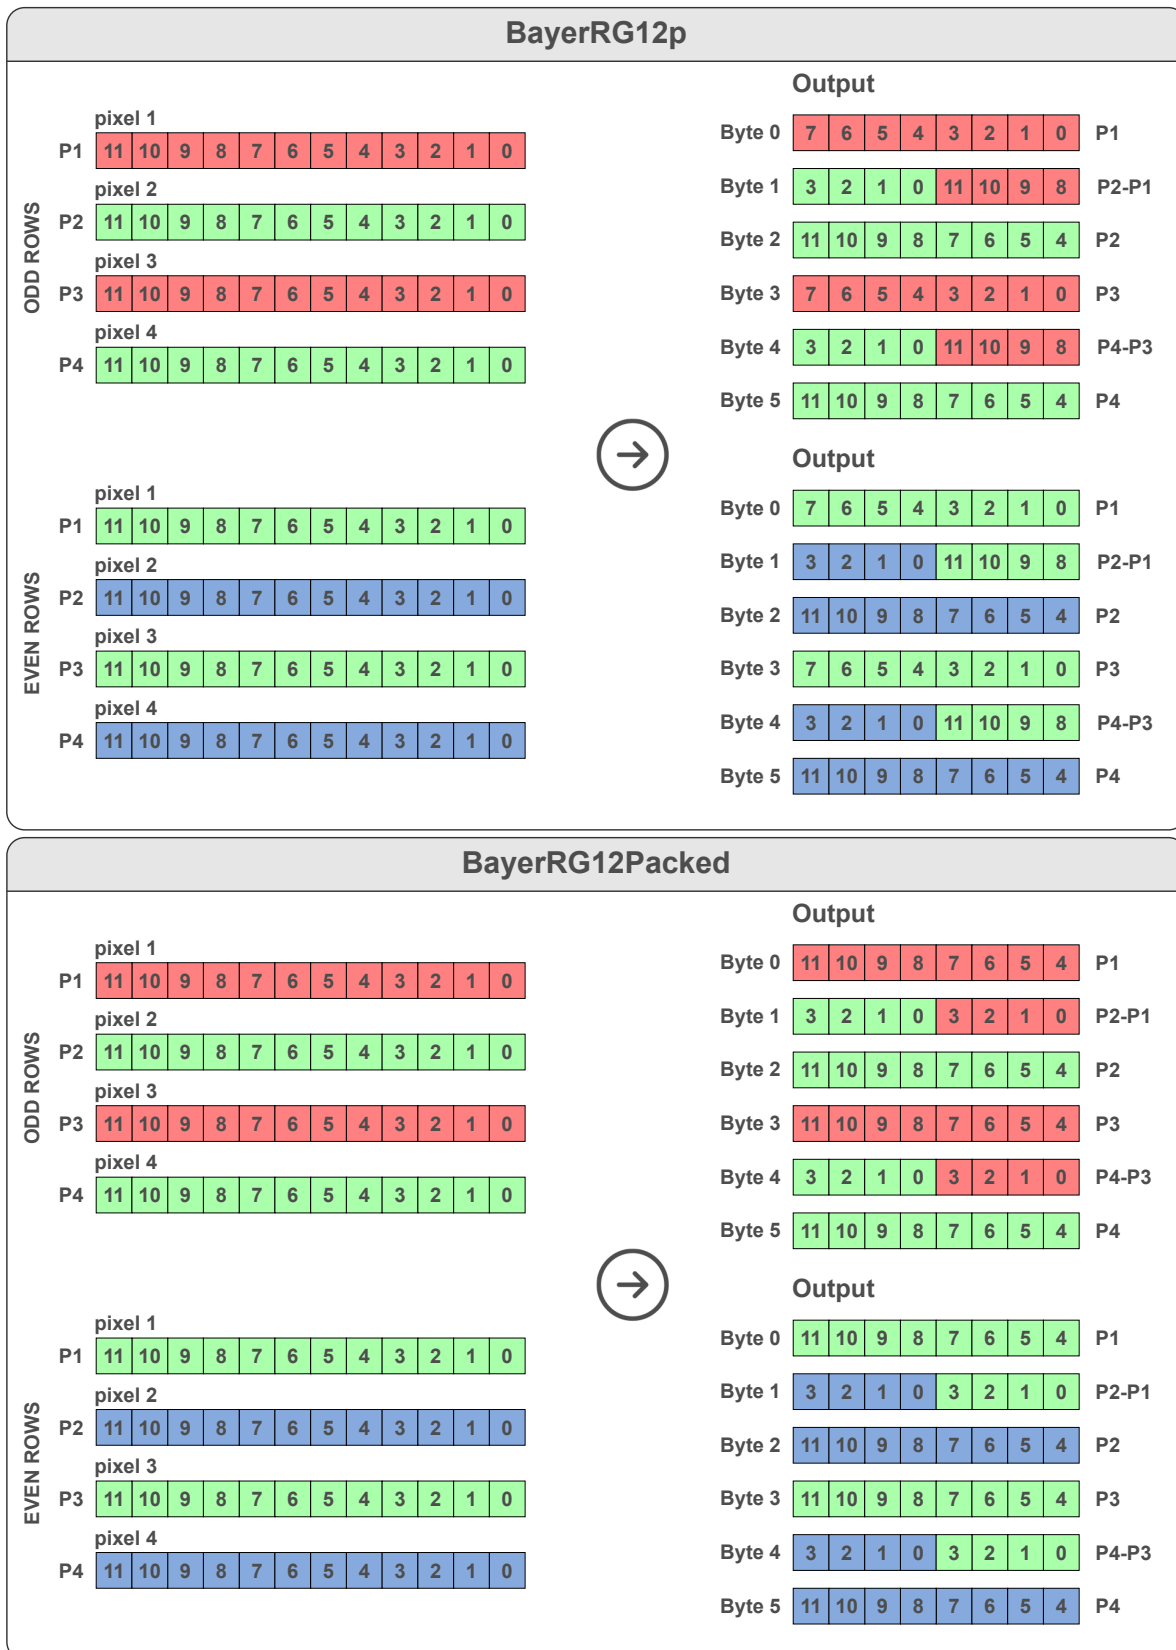 BayerRG12p
Output
pixel 1
P1 11 10 9 8 7 6 5 4 3 2 1 0
pixel 2
P2 11 10 9 8 7 6 5 4 3 2 1 0
pixel 3
P3 11 10 9 8 7 6 5 4 3 2 1 0
pixel 4
P4 11 10 9 8 7 6 5 4 3 2 1 0
ODD ROWS
Byte 0 7 6 5 4 3 2 1 0 P1
Byte 1 3 2 1 0 11 10 9 8 P2-P1
Byte 2 11 10 9 8 7 6 5 4 P2
Byte 3 7 6 5 4 3 2 1 0 P3
Byte 4 3 2 1 0 11 10 9 8 P4-P3
Byte 5 11 10 9 8 7 6 5 4 P4
pixel 1
P1 11 10 9 8 7 6 5 4 3 2 1 0
pixel 2
P2 11 10 9 8 7 6 5 4 3 2 1 0
pixel 3
P3 11 10 9 8 7 6 5 4 3 2 1 0
pixel 4
P4 11 10 9 8 7 6 5 4 3 2 1 0
EVEN ROWS
Output
Byte 0 7 6 5 4 3 2 1 0 P1
Byte 1 3 2 1 0 11 10 9 8 P2-P1
Byte 2 11 10 9 8 7 6 5 4 P2
Byte 3 7 6 5 4 3 2 1 0 P3
Byte 4 3 2 1 0 11 10 9 8 P4-P3
Byte 5 11 10 9 8 7 6 5 4 P4
BayerRG12Packed
Output
pixel 1
P1 11 10 9 8 7 6 5 4 3 2 1 0
pixel 2
P2 11 10 9 8 7 6 5 4 3 2 1 0
pixel 3
P3 11 10 9 8 7 6 5 4 3 2 1 0
pixel 4
P4 11 10 9 8 7 6 5 4 3 2 1 0
ODD ROWS
Byte 0 11 10 9 8 7 6 5 4 P1
Byte 1 3 2 1 0 3 2 1 0 P2-P1
Byte 2 11 10 9 8 7 6 5 4 P2
Byte 3 11 10 9 8 7 6 5 4 P3
Byte 4 3 2 1 0 3 2 1 0 P4-P3
Byte 5 11 10 9 8 7 6 5 4 P4
pixel 1
P1 11 10 9 8 7 6 5 4 3 2 1 0
pixel 2
P2 11 10 9 8 7 6 5 4 3 2 1 0
pixel 3
P3 11 10 9 8 7 6 5 4 3 2 1 0
pixel 4
P4 11 10 9 8 7 6 5 4 3 2 1 0
EVEN ROWS
Output
Byte 0 11 10 9 8 7 6 5 4 P1
Byte 1 3 2 1 0 3 2 1 0 P2-P1
Byte 2 11 10 9 8 7 6 5 4 P2
Byte 3 11 10 9 8 7 6 5 4 P3
Byte 4 3 2 1 0 3 2 1 0 P4-P3
Byte 5 11 10 9 8 7 6 5 4 P4